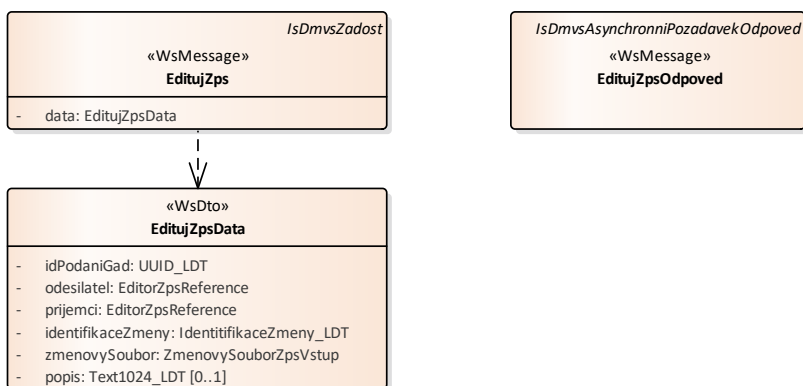 IsDmvsZadost
«WsMessage»
EditujZps
- data: EditujZpsData
IsDmvsAsynchronniPozadavekOdpoved
«WsMessage»
EditujZpsOdpoved
«WsDto»
EditujZpsData
- idPodaniGad: UUID_LDT
- odesilatel: EditorZpsReference
- prijemci: EditorZpsReference
- identifikaceZmeny: IdentitifikaceZmeny_LDT
- zmenovySoubor: ZmenovySouborZpsVstup
- popis: Text1024_LDT [0..1]